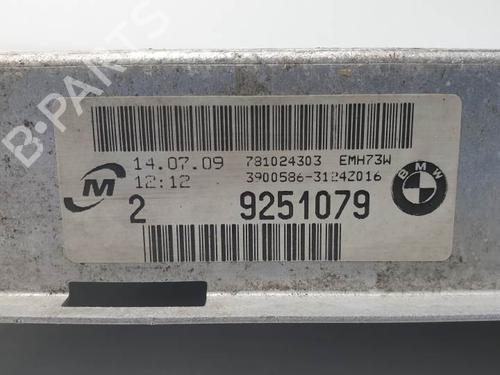 B-PARTS
14.07.09 781024303 EMH73W
12:12 3900586-3124Z016
M
BMW
2 9251079